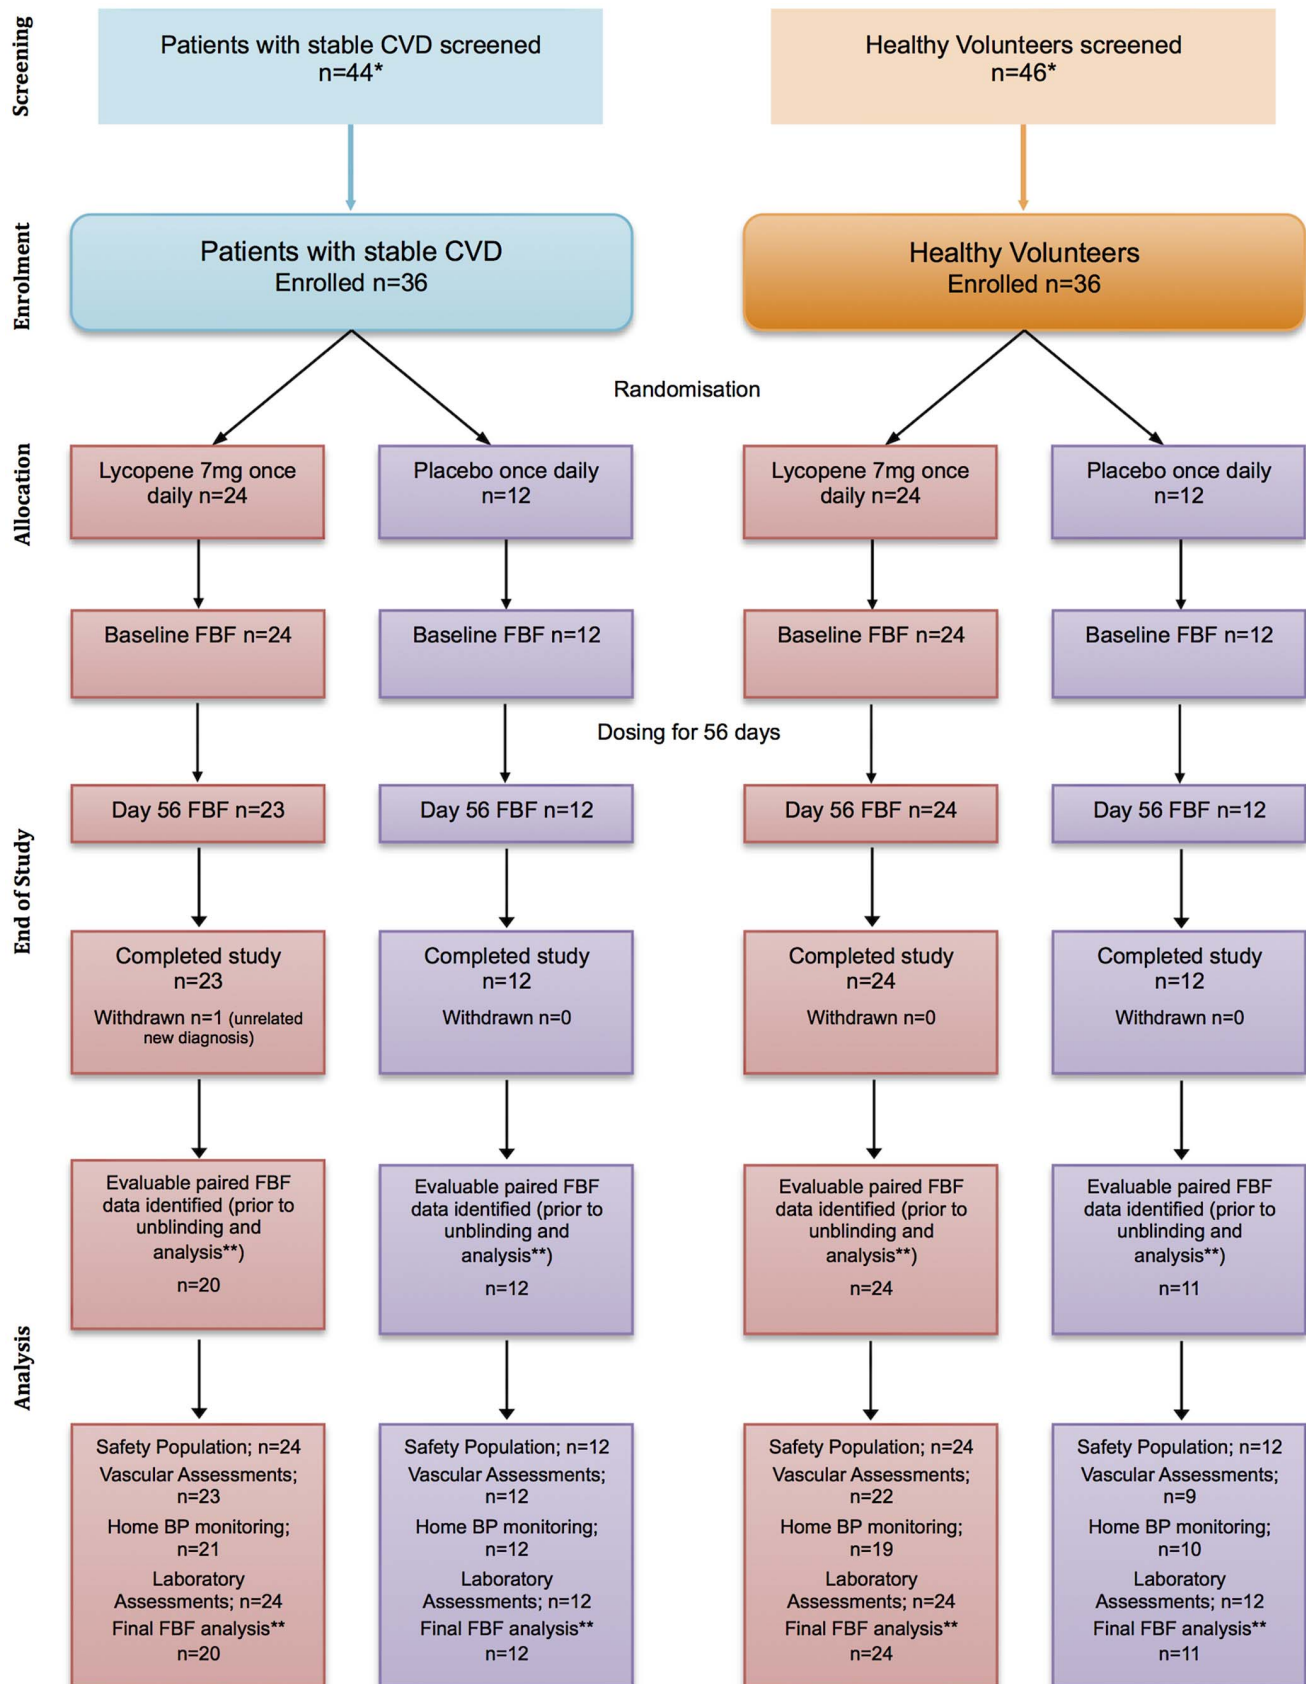 Screening
Patients with stable CVD screened
n=44*
Healthy Volunteers screened
n=46*
Enrolment
Patients with stable CVD
Enrolled n=36
Healthy Volunteers
Enrolled n=36
Randomisation
Allocation
Lycopene 7mg once
daily n=24
Placebo once daily
n=12
Lycopene 7mg once
daily n=24
Placebo once daily
n=12
Baseline FBF n=24
Baseline FBF n=12
Baseline FBF n=24
Baseline FBF n=12
Dosing for 56 days
End of Study
Day 56 FBF n=23
Day 56 FBF n=12
Day 56 FBF n=24
Day 56 FBF n=12
Completed study
n=23
Withdrawn n=1 (unrelated
new diagnosis)
Completed study
n=12
Withdrawn n=0
Completed study
n=24
Withdrawn n=0
Completed study
n=12
Withdrawn n=0
Analysis
Evaluable paired FBF
data identified (prior to
unblinding and
analysis**)
n=20
Evaluable paired FBF
data identified (prior to
unblinding and
analysis**)
n=12
Evaluable paired FBF
data identified (prior to
unblinding and
analysis**)
n=24
Evaluable paired FBF
data identified (prior to
unblinding and
analysis**)
n=11
Safety Population; n=24
Vascular Assessments;
n=23
Home BP monitoring;
n=21
Laboratory
Assessments; n=24
Final FBF analysis**
n=20
Safety Population; n=12
Vascular Assessments;
n=12
Home BP monitoring;
n=12
Laboratory
Assessments; n=12
Final FBF analysis**
n=12
Safety Population; n=24
Vascular Assessments;
n=22
Home BP monitoring;
n=19
Laboratory
Assessments; n=24
Final FBF analysis**
n=24
Safety Population; n=12
Vascular Assessments;
n=9
Home BP monitoring;
n=10
Laboratory
Assessments; n=12
Final FBF analysis**
n=11